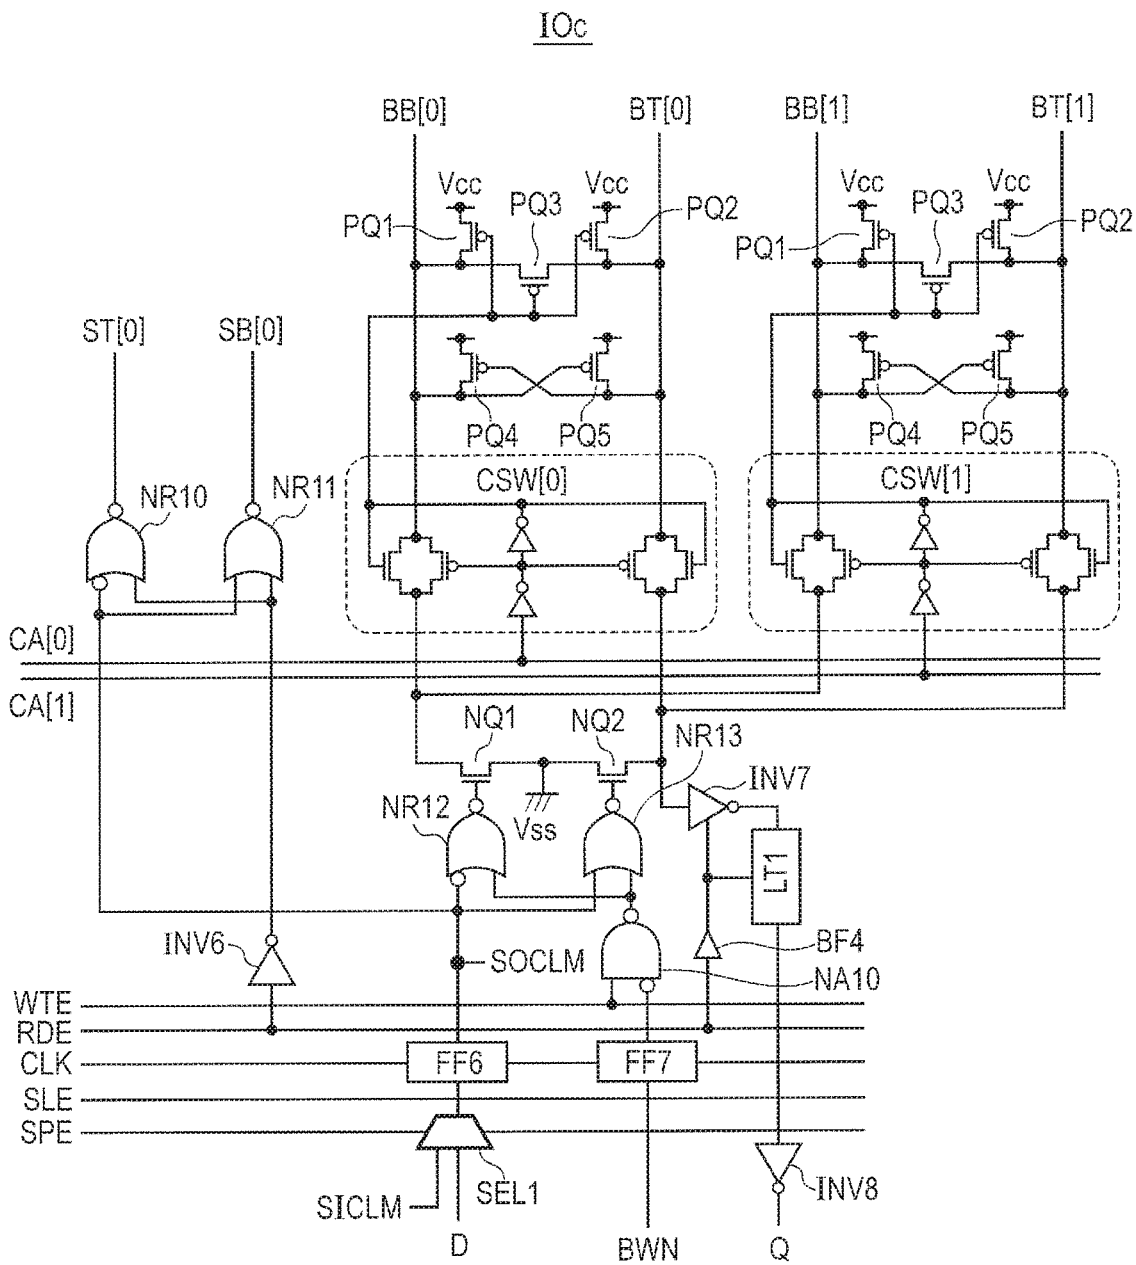 IOc
BB[0] BT[0] BB[1] BT[1]
Vcc Vcc Vcc Vcc
PQ1 PQ3 PQ2 PQ1 PQ3 PQ2
ST[0] SB[0]
PQ4 PQ5 PQ4 PQ5
NR10 NR11 CSW[0] CSW[1]
CA[0]
CA[1]
NQ1 NQ2 NR13
INV7
NR12 Vss
LT1
INV6 SOCLM BF4
NA10
WTE
RDE
CLK FF6 FF7
SLE
SPE
SEL1 INV8
SICLM
D BWN Q